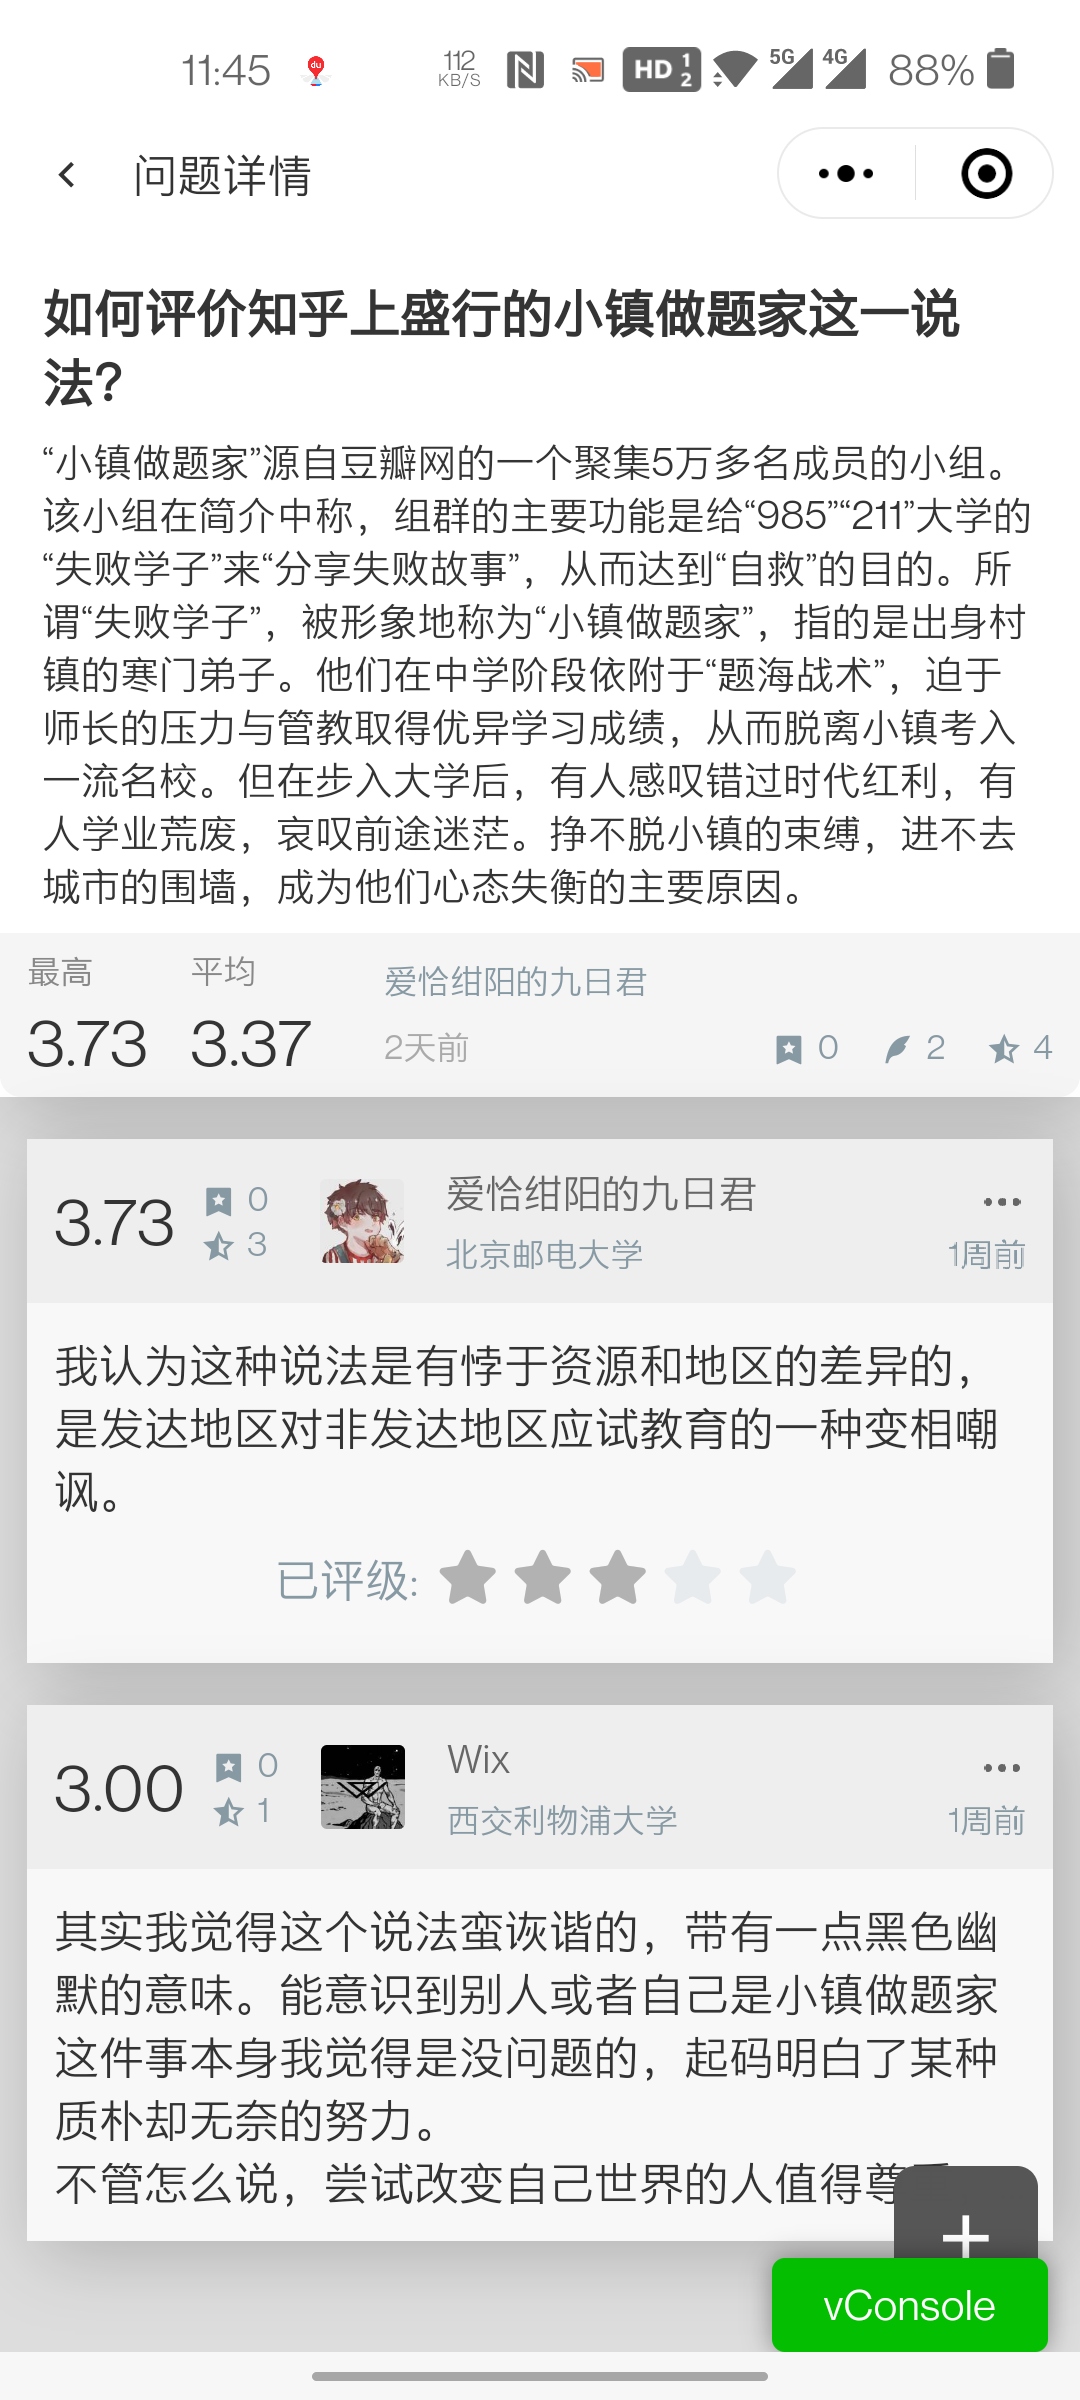 11:45
du
112
KB/S
HD 1 2
5G
4G
88%
问题详情
如何评价知乎上盛行的小镇做题家这一说
法?
“小镇做题家”源自豆瓣网的一个聚集5万多名成员的小组。
该小组在简介中称，组群的主要功能是给“985”“211”大学的
“失败学子”来“分享失败故事”，从而达到“自救”的目的。所
谓“失败学子”，被形象地称为“小镇做题家”，指的是出身村
镇的寒门弟子。他们在中学阶段依附于“题海战术”，迫于
师长的压力与管教取得优异学习成绩，从而脱离小镇考入
一流名校。但在步入大学后，有人感叹错过时代红利，有
人学业荒废，哀叹前途迷茫。挣不脱小镇的束缚，进不去
城市的围墙，成为他们心态失衡的主要原因。
最高 平均 爱恰绀阳的九日君
3.73 3.37 2天前 0 2 4
3.73 0 3 爱恰绀阳的九日君
北京邮电大学 1周前
我认为这种说法是有悖于资源和地区的差异的，
是发达地区对非发达地区应试教育的一种变相嘲
讽。
已评级:
3.00 0 1 Wix
西交利物浦大学 1周前
其实我觉得这个说法蛮诙谐的，带有一点黑色幽
默的意味。能意识到别人或者自己是小镇做题家
这件事本身我觉得是没问题的，起码明白了某种
质朴却无奈的努力。
不管怎么说，尝试改变自己世界的人值得尊
vConsole